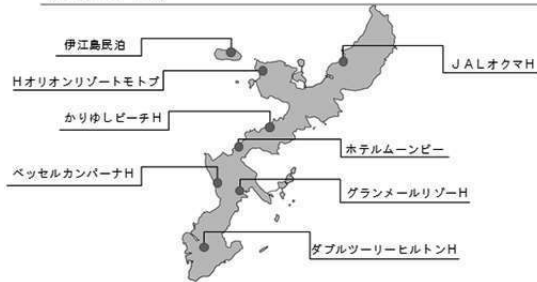 伊江島民泊
Hオリオンリゾートモトブ
JALオクマH
かりゆしビーチH
ホテルムーンビー
ベッセルカンパーナH
グランメールリゾーH
ダブルツーリーヒルトンH